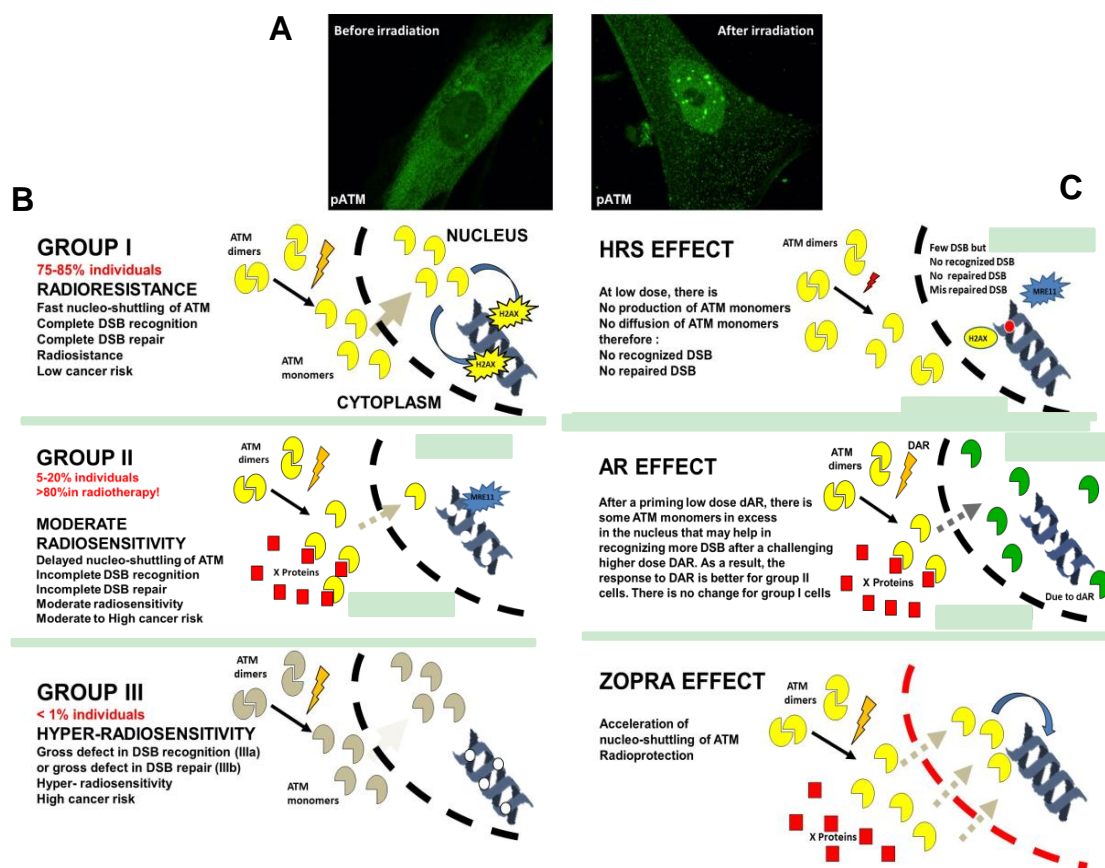 A
Before irradiation
After irradiation
pATM
pATM
B
GROUP I
75-85% individuals
RADIORESISTANCE
Fast nucleo-shuttling of ATM
Complete DSB recognition
Complete DSB repair
Radiosistance
Low cancer risk
ATM
dimers
NUCLEUS
H2AX
H2AX
ATM
monomers
CYTOPLASM
GROUP II
5-20% individuals
>80%in radiotherapy!
MODERATE
RADIOSENSITIVITY
Delayed nucleo-shuttling of ATM
Incomplete DSB recognition
Incomplete DSB repair
Moderate radiosensitivity
Moderate to High cancer risk
ATM
dimers
MRE11
X Proteins
GROUP III
< 1% individuals
HYPER-RADIOSENSITIVITY
Gross defect in DSB recognition (IIIa)
or gross defect in DSB repair (IIIb)
Hyper- radiosensitivity
High cancer risk
ATM
dimers
ATM
monomers
C
HRS EFFECT
At low dose, there is
No production of ATM monomers
No diffusion of ATM monomers
therefore :
No recognized DSB
No repaired DSB
ATM dimers
Few DSB but
No recognized DSB
No repaired DSB
Mis repaired DSB
MRE11
H2AX
AR EFFECT
After a priming low dose dAR, there is
some ATM monomers in excess
in the nucleus that may help in
recognizing more DSB after a challenging
higher dose DAR. As a result, the
response to DAR is better for group II
cells. There is no change for group I cells
ATM
dimers
DAR
X Proteins
Due to dAR
ZOPRA EFFECT
Acceleration of
nucleo-shuttling of ATM
Radioprotection
ATM
dimers
X Proteins